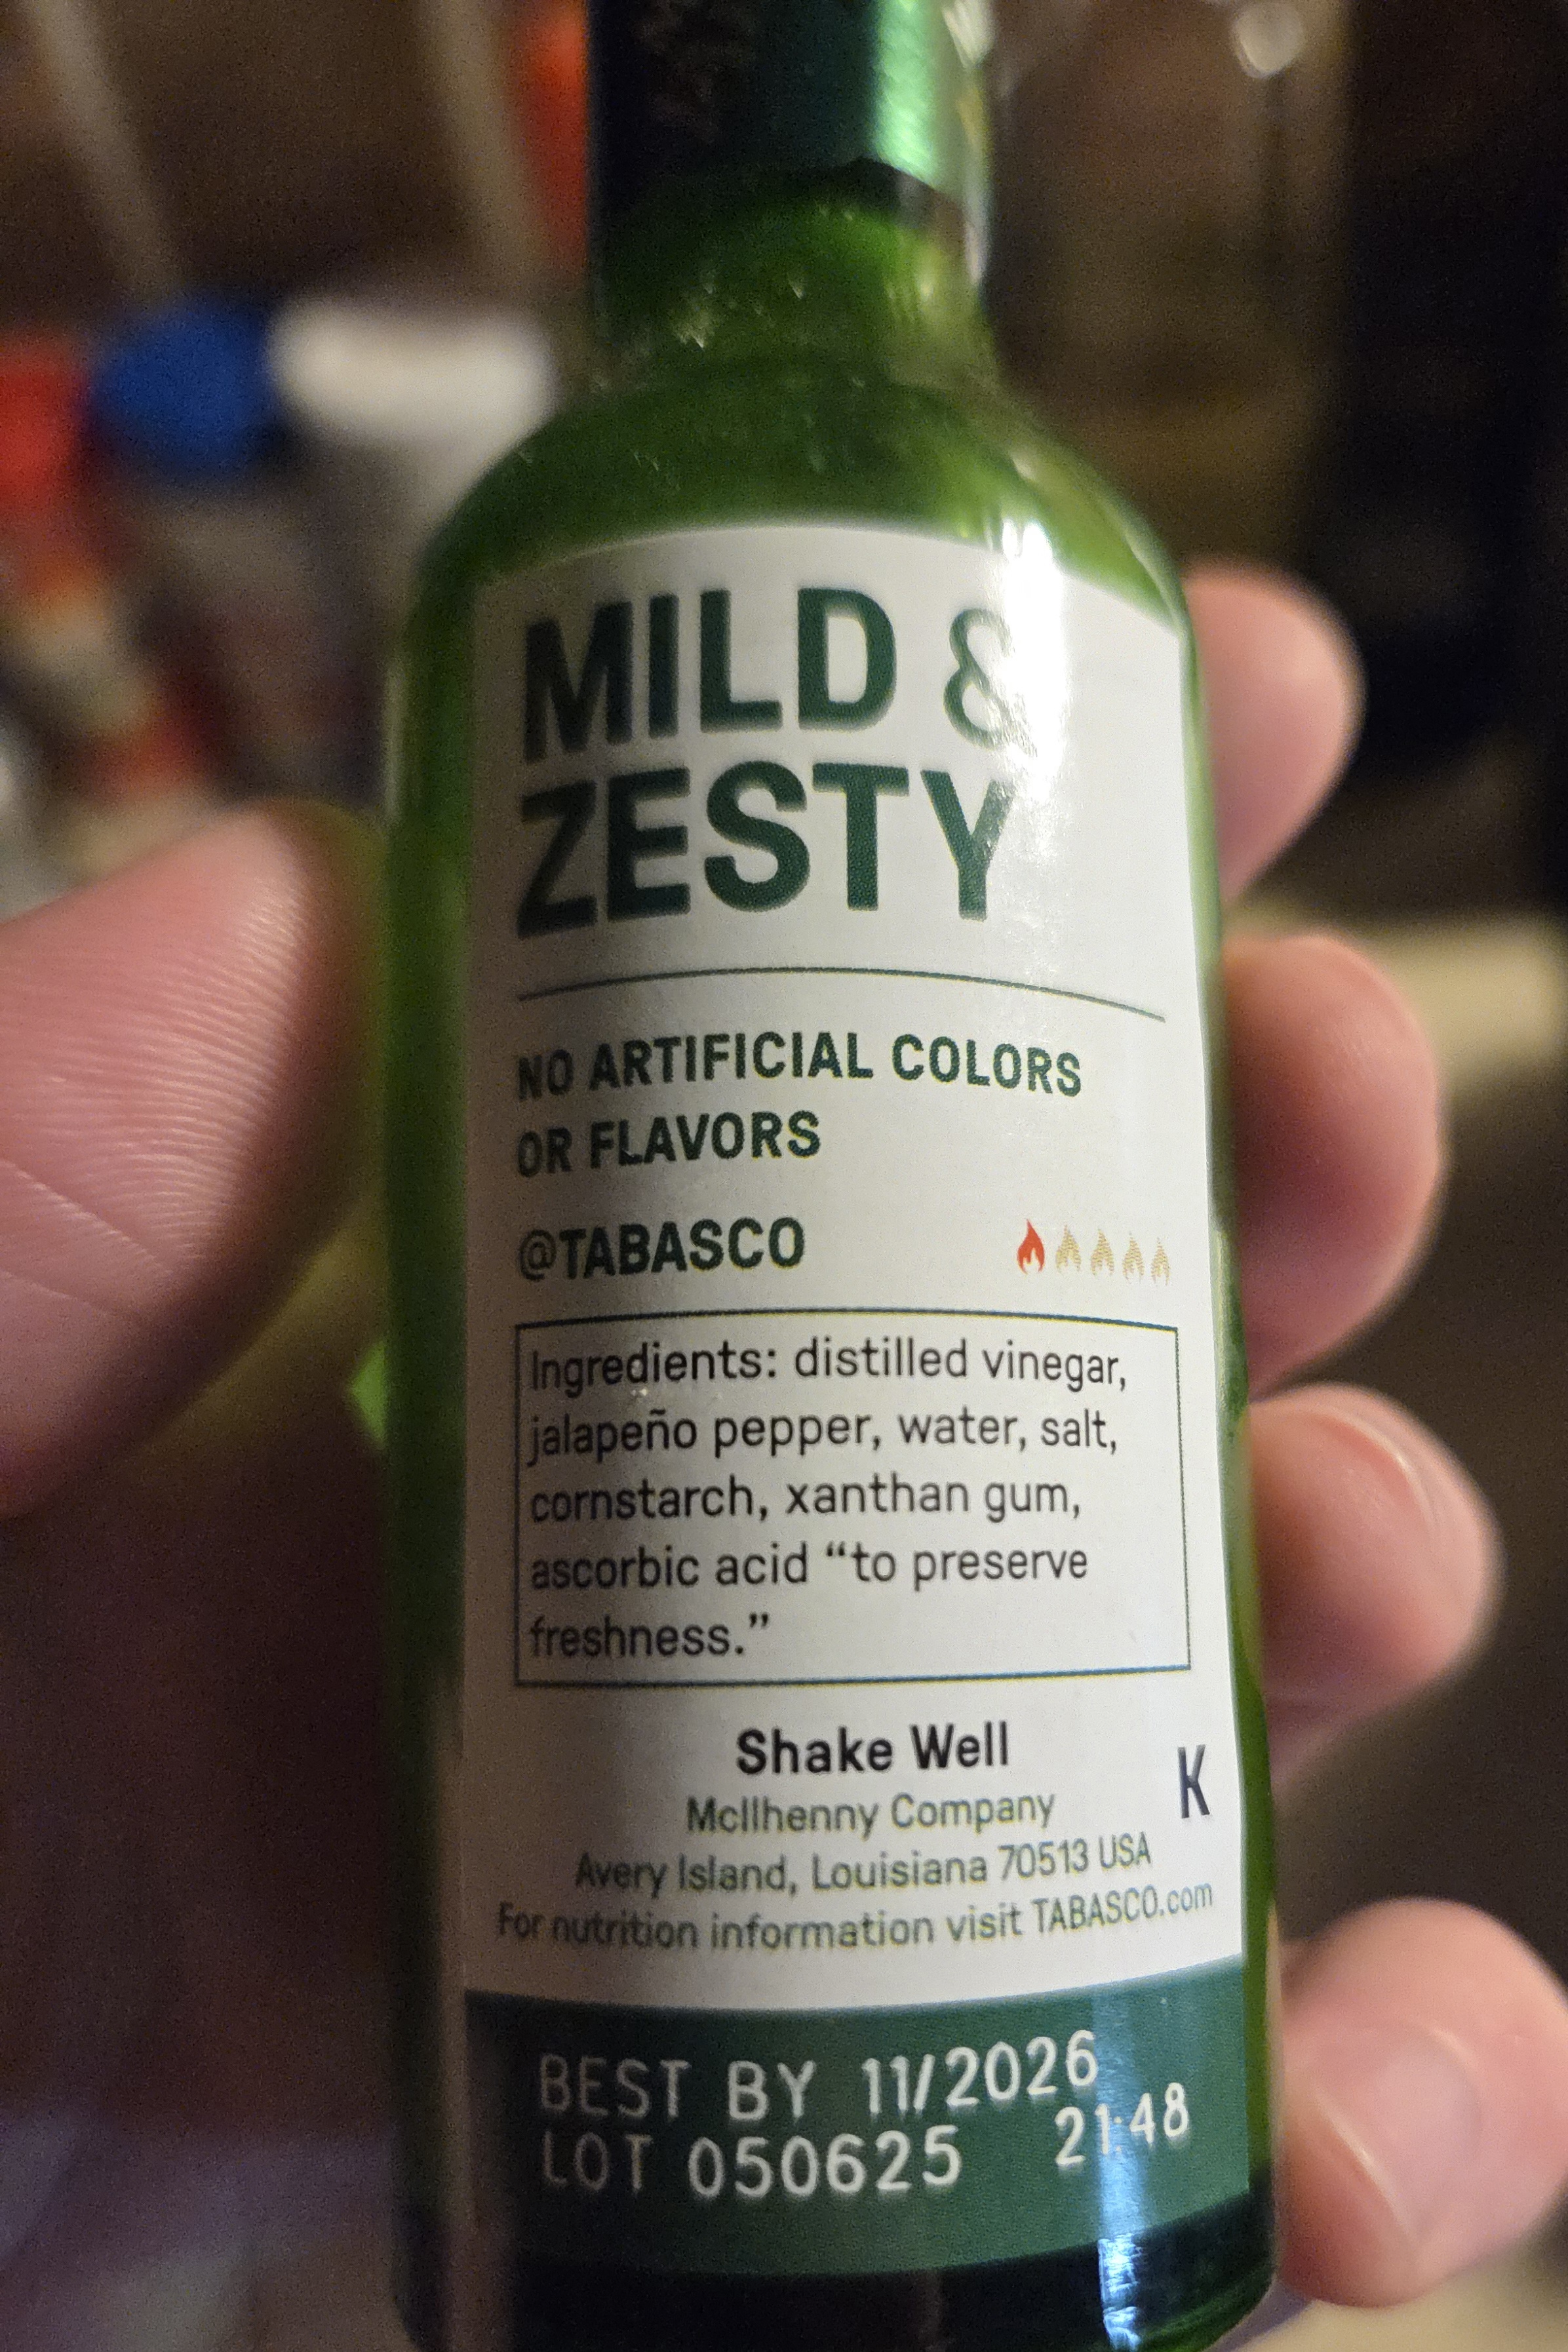 MILD &
ZESTY
NO ARTIFICIAL COLORS
OR FLAVORS
@TABASCO
Ingredients: distilled vinegar,
jalapeño pepper, water, salt,
cornstarch, xanthan gum,
ascorbic acid “to preserve
freshness.”
Shake Well
K
McIlhenny Company
Avery Island, Louisiana 70513 USA
For nutrition information visit TABASCO.com
BEST BY 11/2026
LOT 050625 21:48